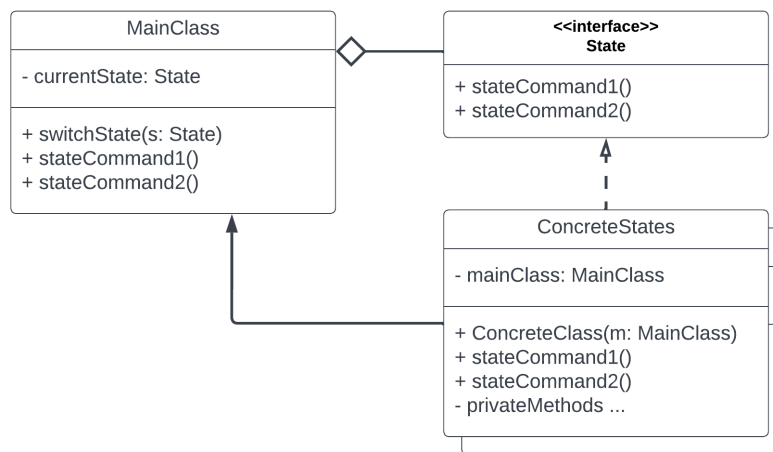 MainClass
- currentState: State
+ switchState(s: State)
+ stateCommand1()
+ stateCommand2()
<<interface>>
State
+ stateCommand1()
+ stateCommand2()
ConcreteStates
- mainClass: MainClass
+ ConcreteClass(m: MainClass)
+ stateCommand1()
+ stateCommand2()
- privateMethods ...